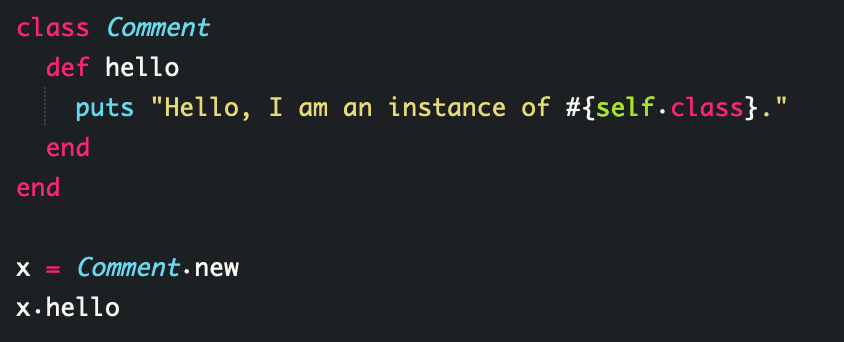 class Comment
  def hello
    puts "Hello, I am an instance of #{self.class}."
  end
end

x = Comment.new
x.hello